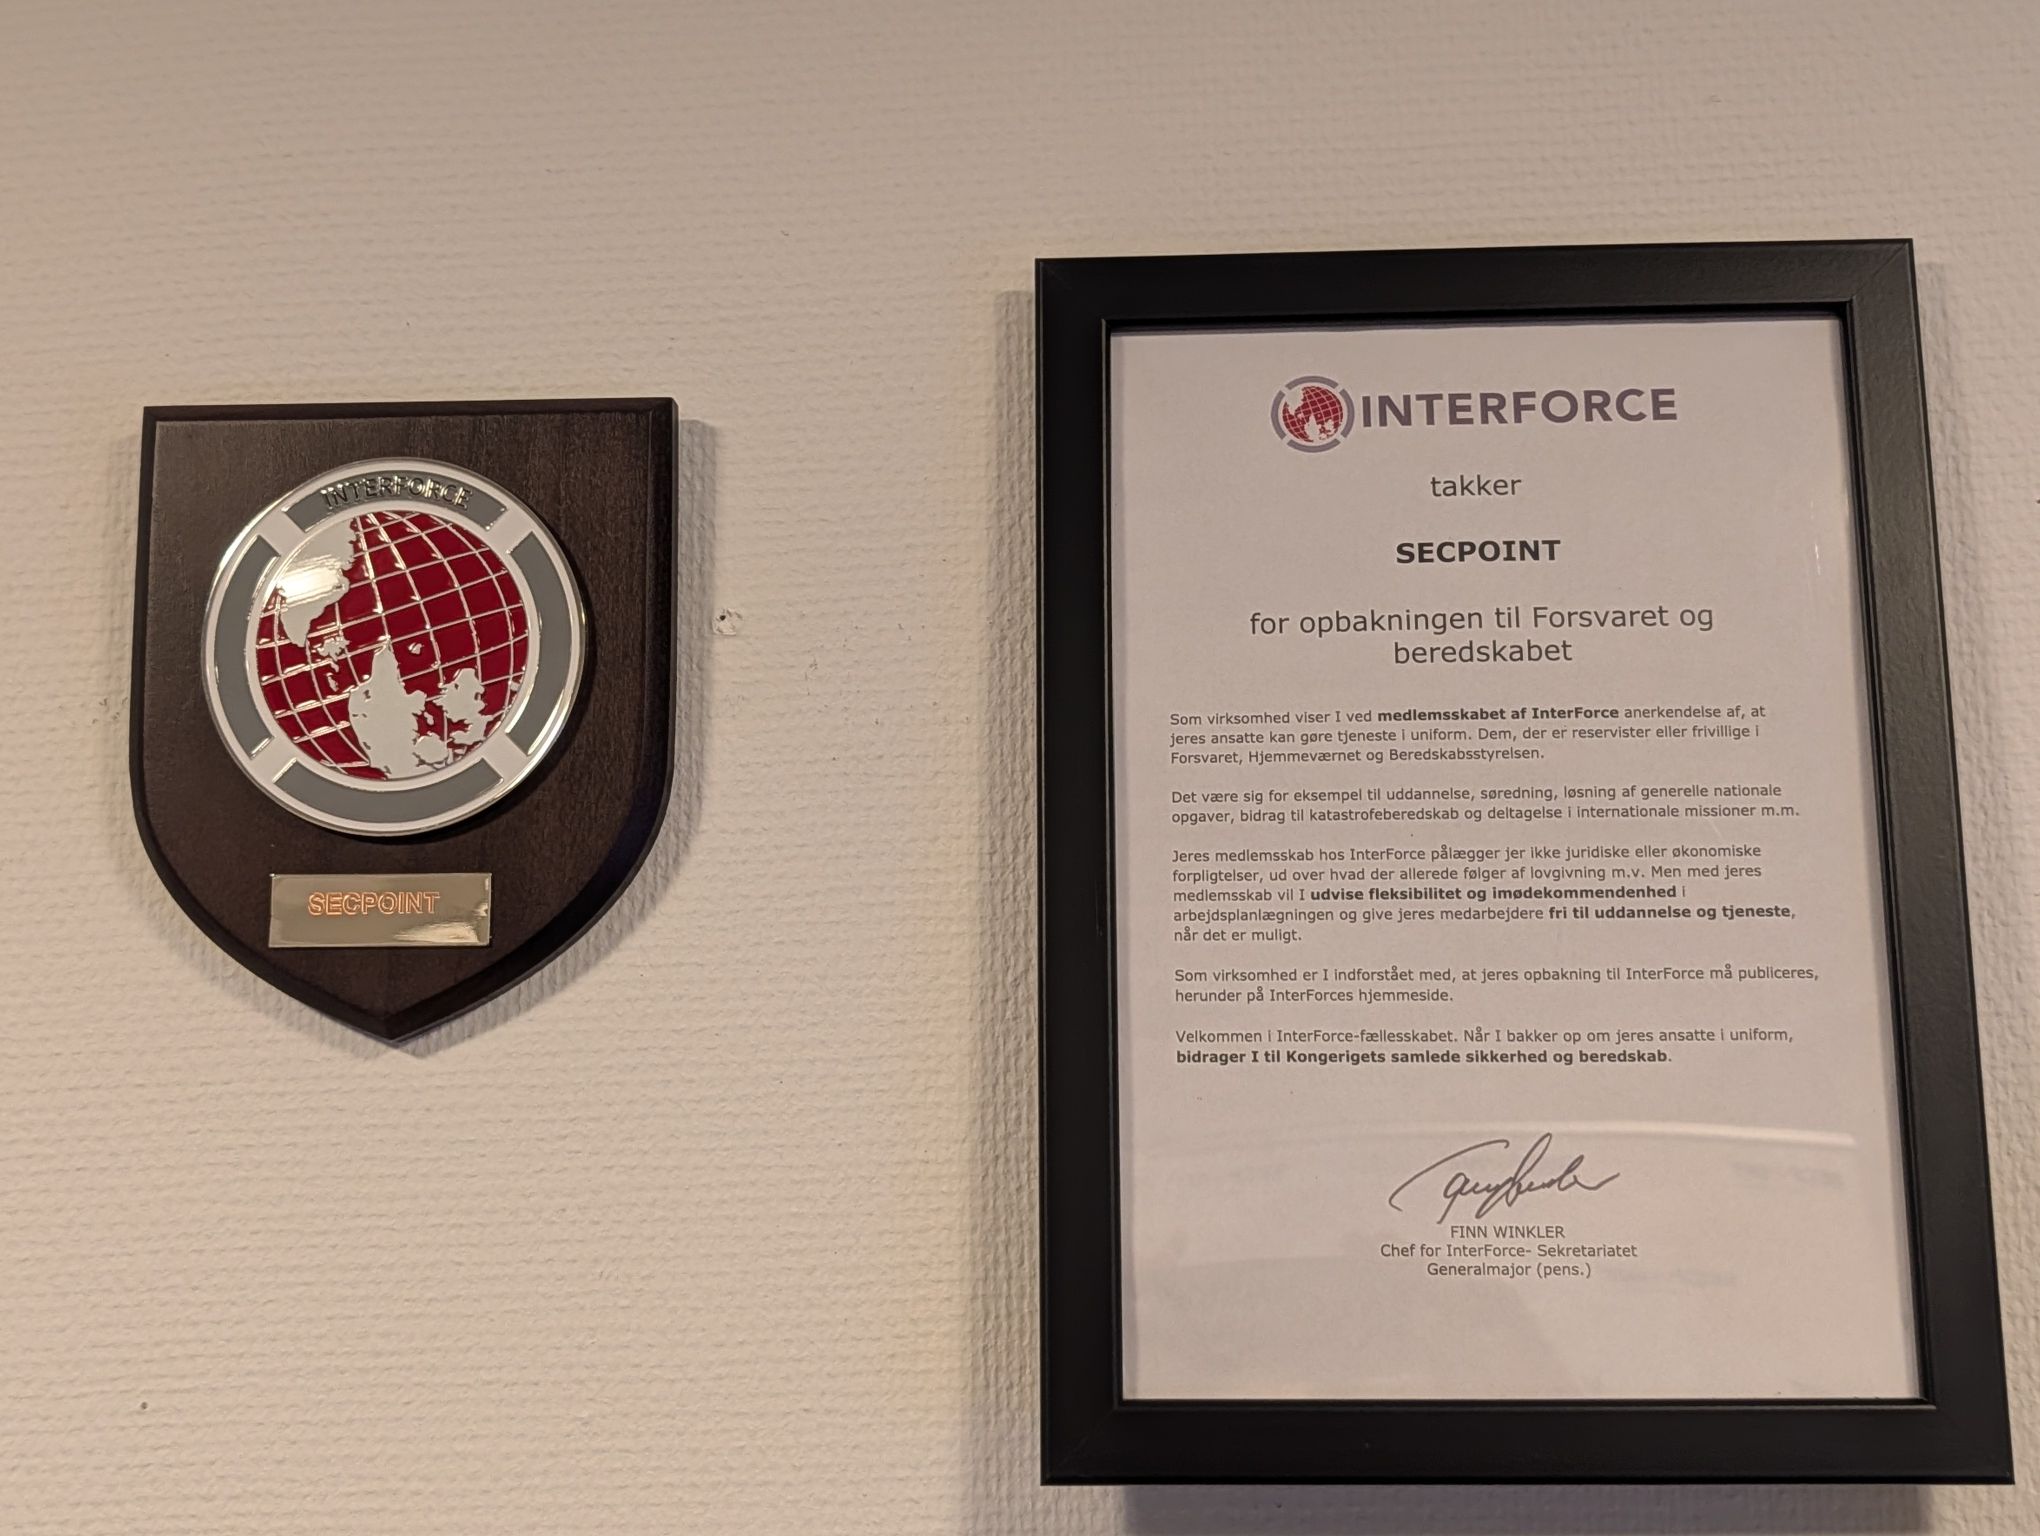 INTERFORCE
SECPOINT
INTERFORCE
takker
SECPOINT
for opbakningen til Forsvaret og
beredskabet
Som virksomhed viser I ved medlemsskabet af InterForce anerkendelse af, at
jeres ansatte kan gøre tjeneste i uniform. Dem, der er reservister eller frivillige i
Forsvaret, Hjemmeværnet og Beredskabsstyrelsen.
Det være sig for eksempel til uddannelse, søredning, løsning af generelle nationale
opgaver, bidrag til katastrofeberedskab og deltagelse i internationale missioner m.m.
Jeres medlemsskab hos InterForce pålægger jer ikke juridiske eller økonomiske
forpligtelser, ud over hvad der allerede følger af lovgivning m.v. Men med jeres
medlemsskab vil I udvise fleksibilitet og imødekommendenhed i
arbejdsplanlægningen og give jeres medarbejdere fri til uddannelse og tjeneste,
når det er muligt.
Som virksomhed er I indforstået med, at jeres opbakning til InterForce må publiceres,
herunder på InterForces hjemmeside.
Velkommen i InterForce-fællesskabet. Når I bakker op om jeres ansatte i uniform,
bidrager I til Kongerigets samlede sikkerhed og beredskab.
FINN WINKLER
Chef for InterForce- Sekretariatet
Generalmajor (pens.)